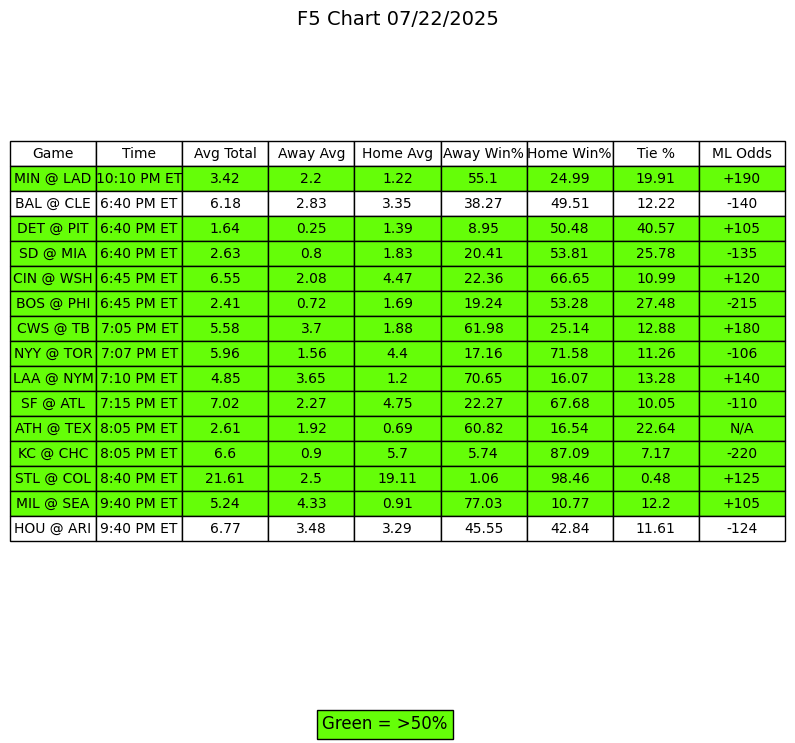 F5 Chart 07/22/2025
Game Time Avg Total Away Avg Home Avg Away Win% Home Win% Tie % ML Odds
MIN @ LAD 10:10 PM ET 3.42 2.2 1.22 55.1 24.99 19.91 +190
BAL @ CLE 6:40 PM ET 6.18 2.83 3.35 38.27 49.51 12.22 -140
DET @ PIT 6:40 PM ET 1.64 0.25 1.39 8.95 50.48 40.57 +105
SD @ MIA 6:40 PM ET 2.63 0.8 1.83 20.41 53.81 25.78 -135
CIN @ WSH 6:45 PM ET 6.55 2.08 4.47 22.36 66.65 10.99 +120
BOS @ PHI 6:45 PM ET 2.41 0.72 1.69 19.24 53.28 27.48 -215
CWS @ TB 7:05 PM ET 5.58 3.7 1.88 61.98 25.14 12.88 +180
NYY @ TOR 7:07 PM ET 5.96 1.56 4.4 17.16 71.58 11.26 -106
LAA @ NYM 7:10 PM ET 4.85 3.65 1.2 70.65 16.07 13.28 +140
SF @ ATL 7:15 PM ET 7.02 2.27 4.75 22.27 67.68 10.05 -110
ATH @ TEX 8:05 PM ET 2.61 1.92 0.69 60.82 16.54 22.64 N/A
KC @ CHC 8:05 PM ET 6.6 0.9 5.7 5.74 87.09 7.17 -220
STL @ COL 8:40 PM ET 21.61 2.5 19.11 1.06 98.46 0.48 +125
MIL @ SEA 9:40 PM ET 5.24 4.33 0.91 77.03 10.77 12.2 +105
HOU @ ARI 9:40 PM ET 6.77 3.48 3.29 45.55 42.84 11.61 -124
Green = >50%